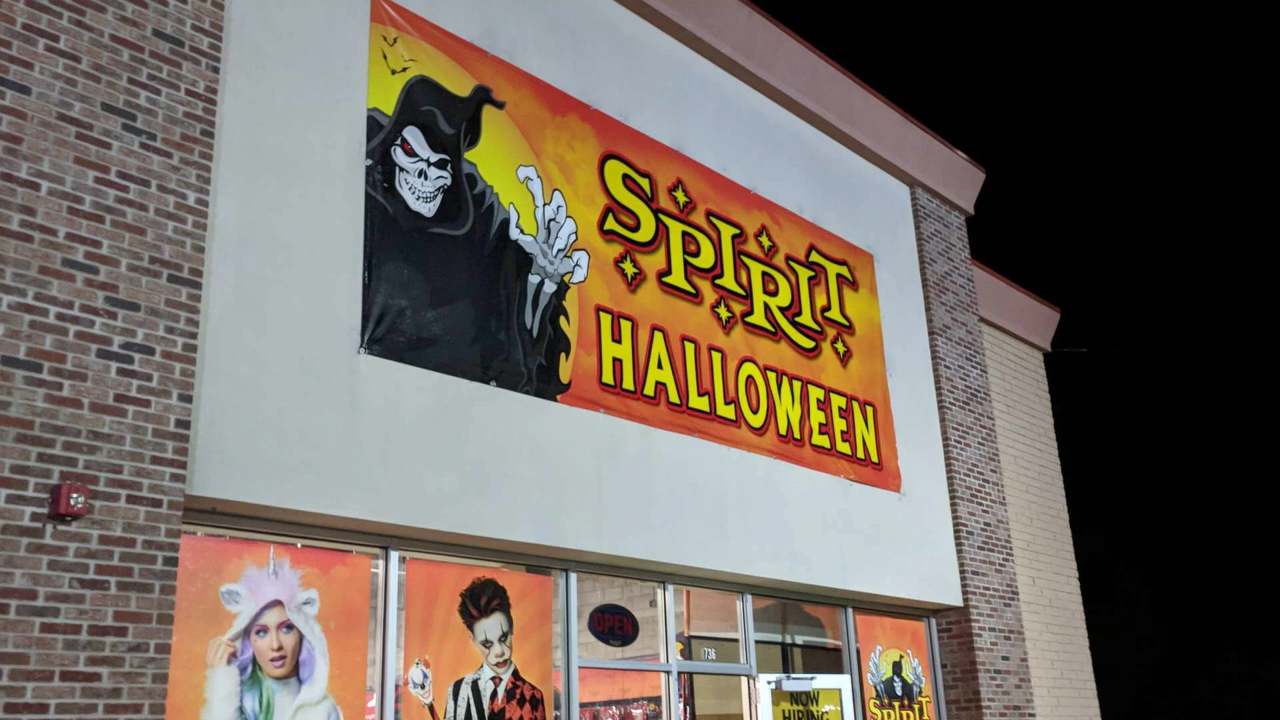 SPIRIT
HALLOWEEN
OPEN
736
NOW
HIRING
SPIRIT